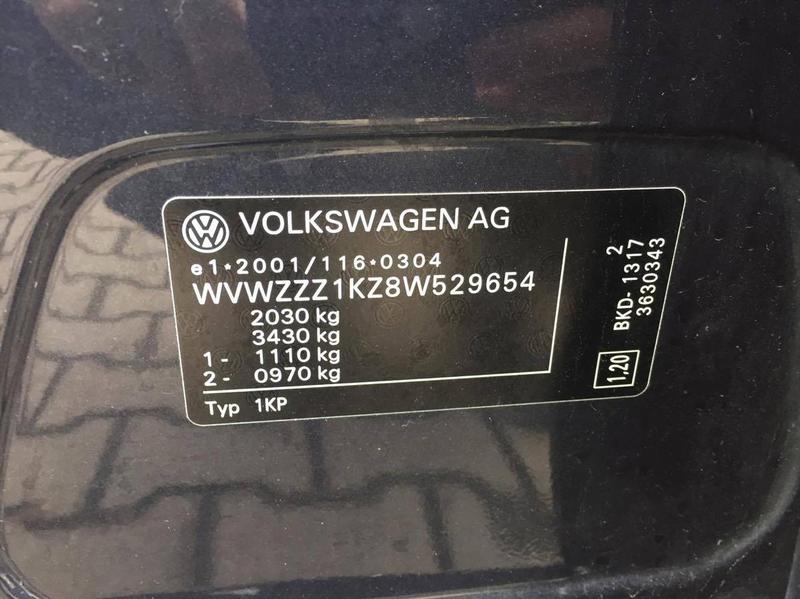 VOLKSWAGEN AG
e1*2001/116*0304
WVWZZZ1KZ8W529654
2030 kg
3430 kg
1- 1110 kg
2- 0970 kg
Typ 1KP
2
BKD- 1317
3630343
1,20